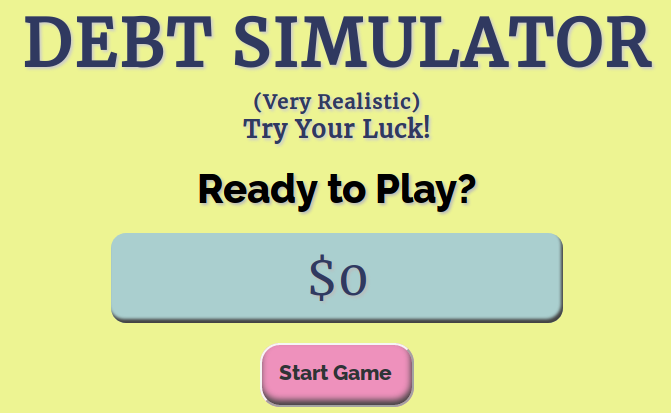 DEBT SIMULATOR
(Very Realistic)
Try Your Luck!
Ready to Play?
$0
Start Game